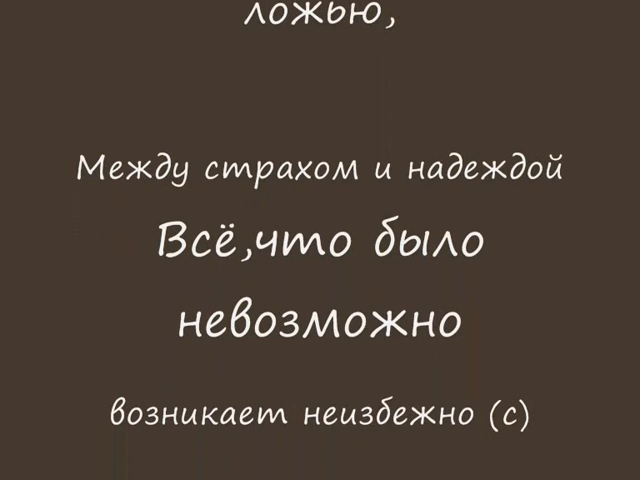 ложью,
Между страхом и надеждой
Всё,что было
невозможно
возникает неизбежно (с)